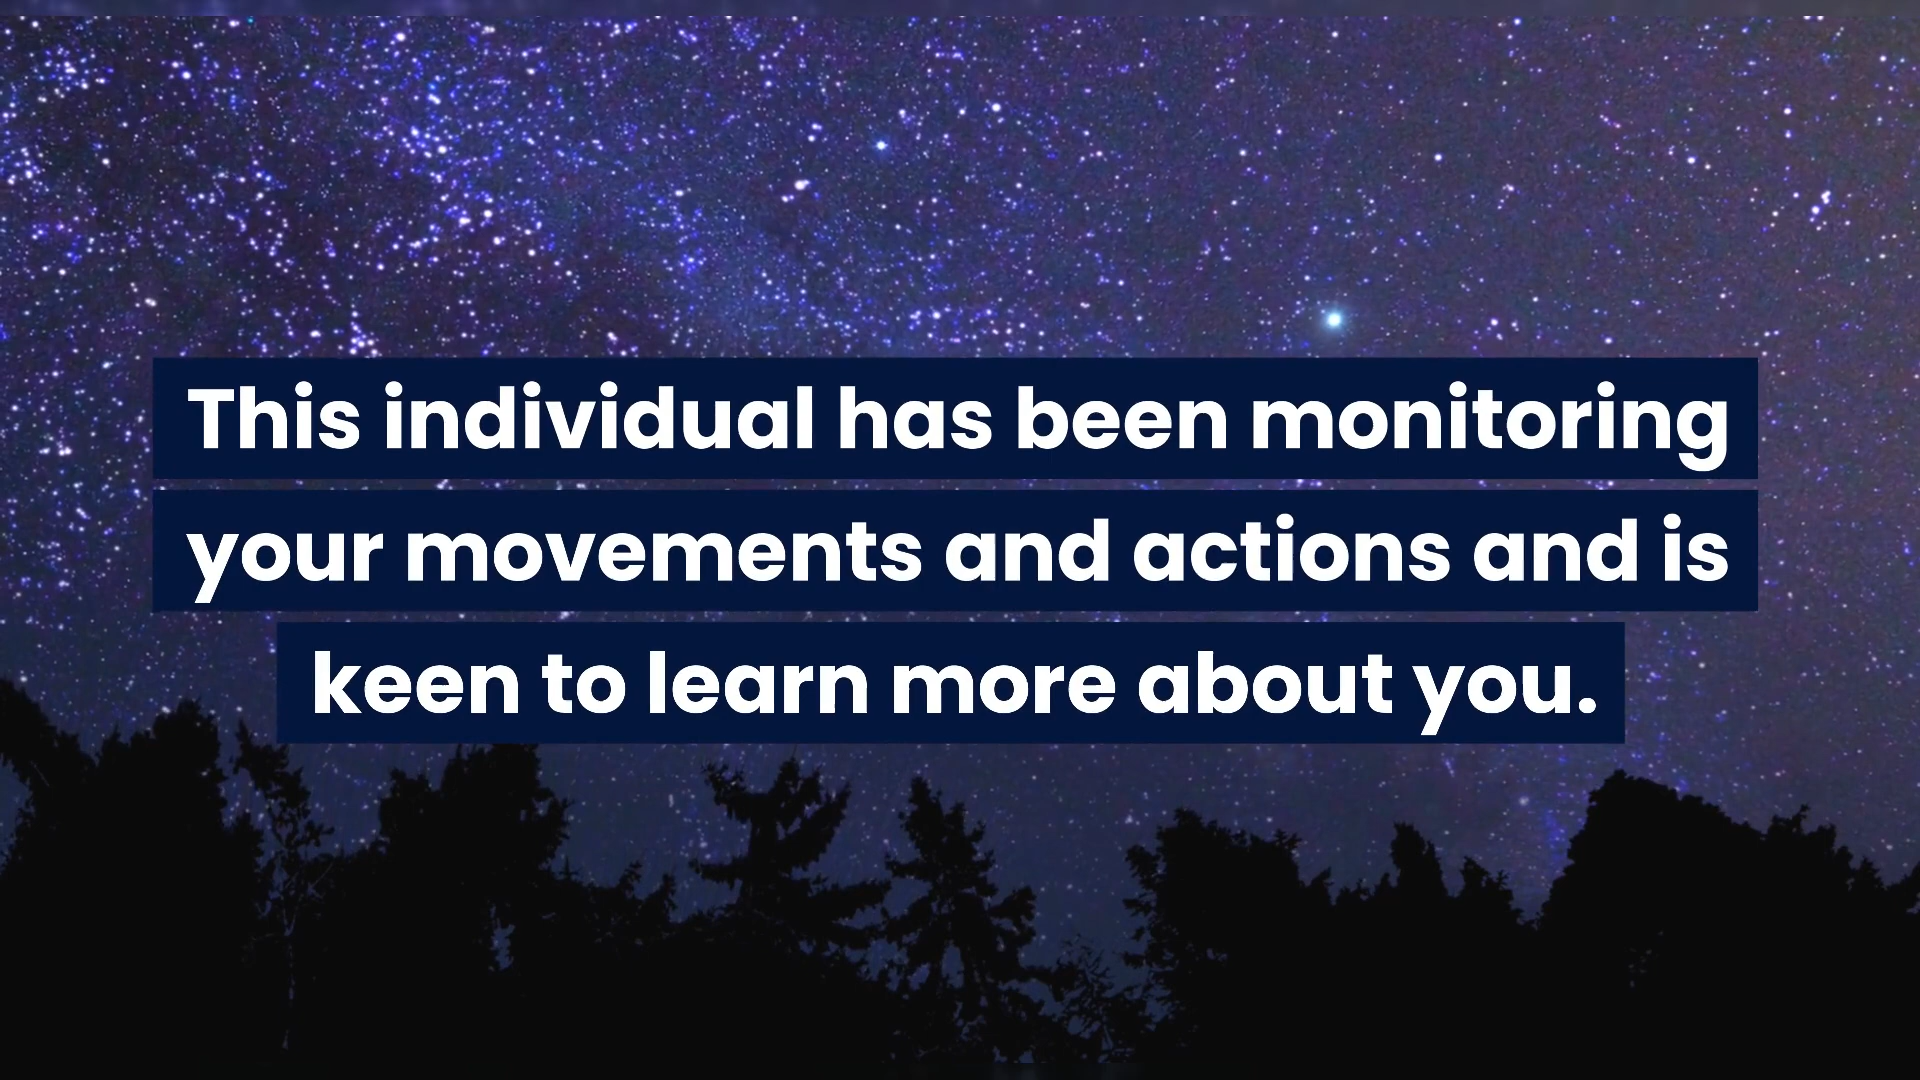 This individual has been monitoring
your movements and actions and is
keen to learn more about you.